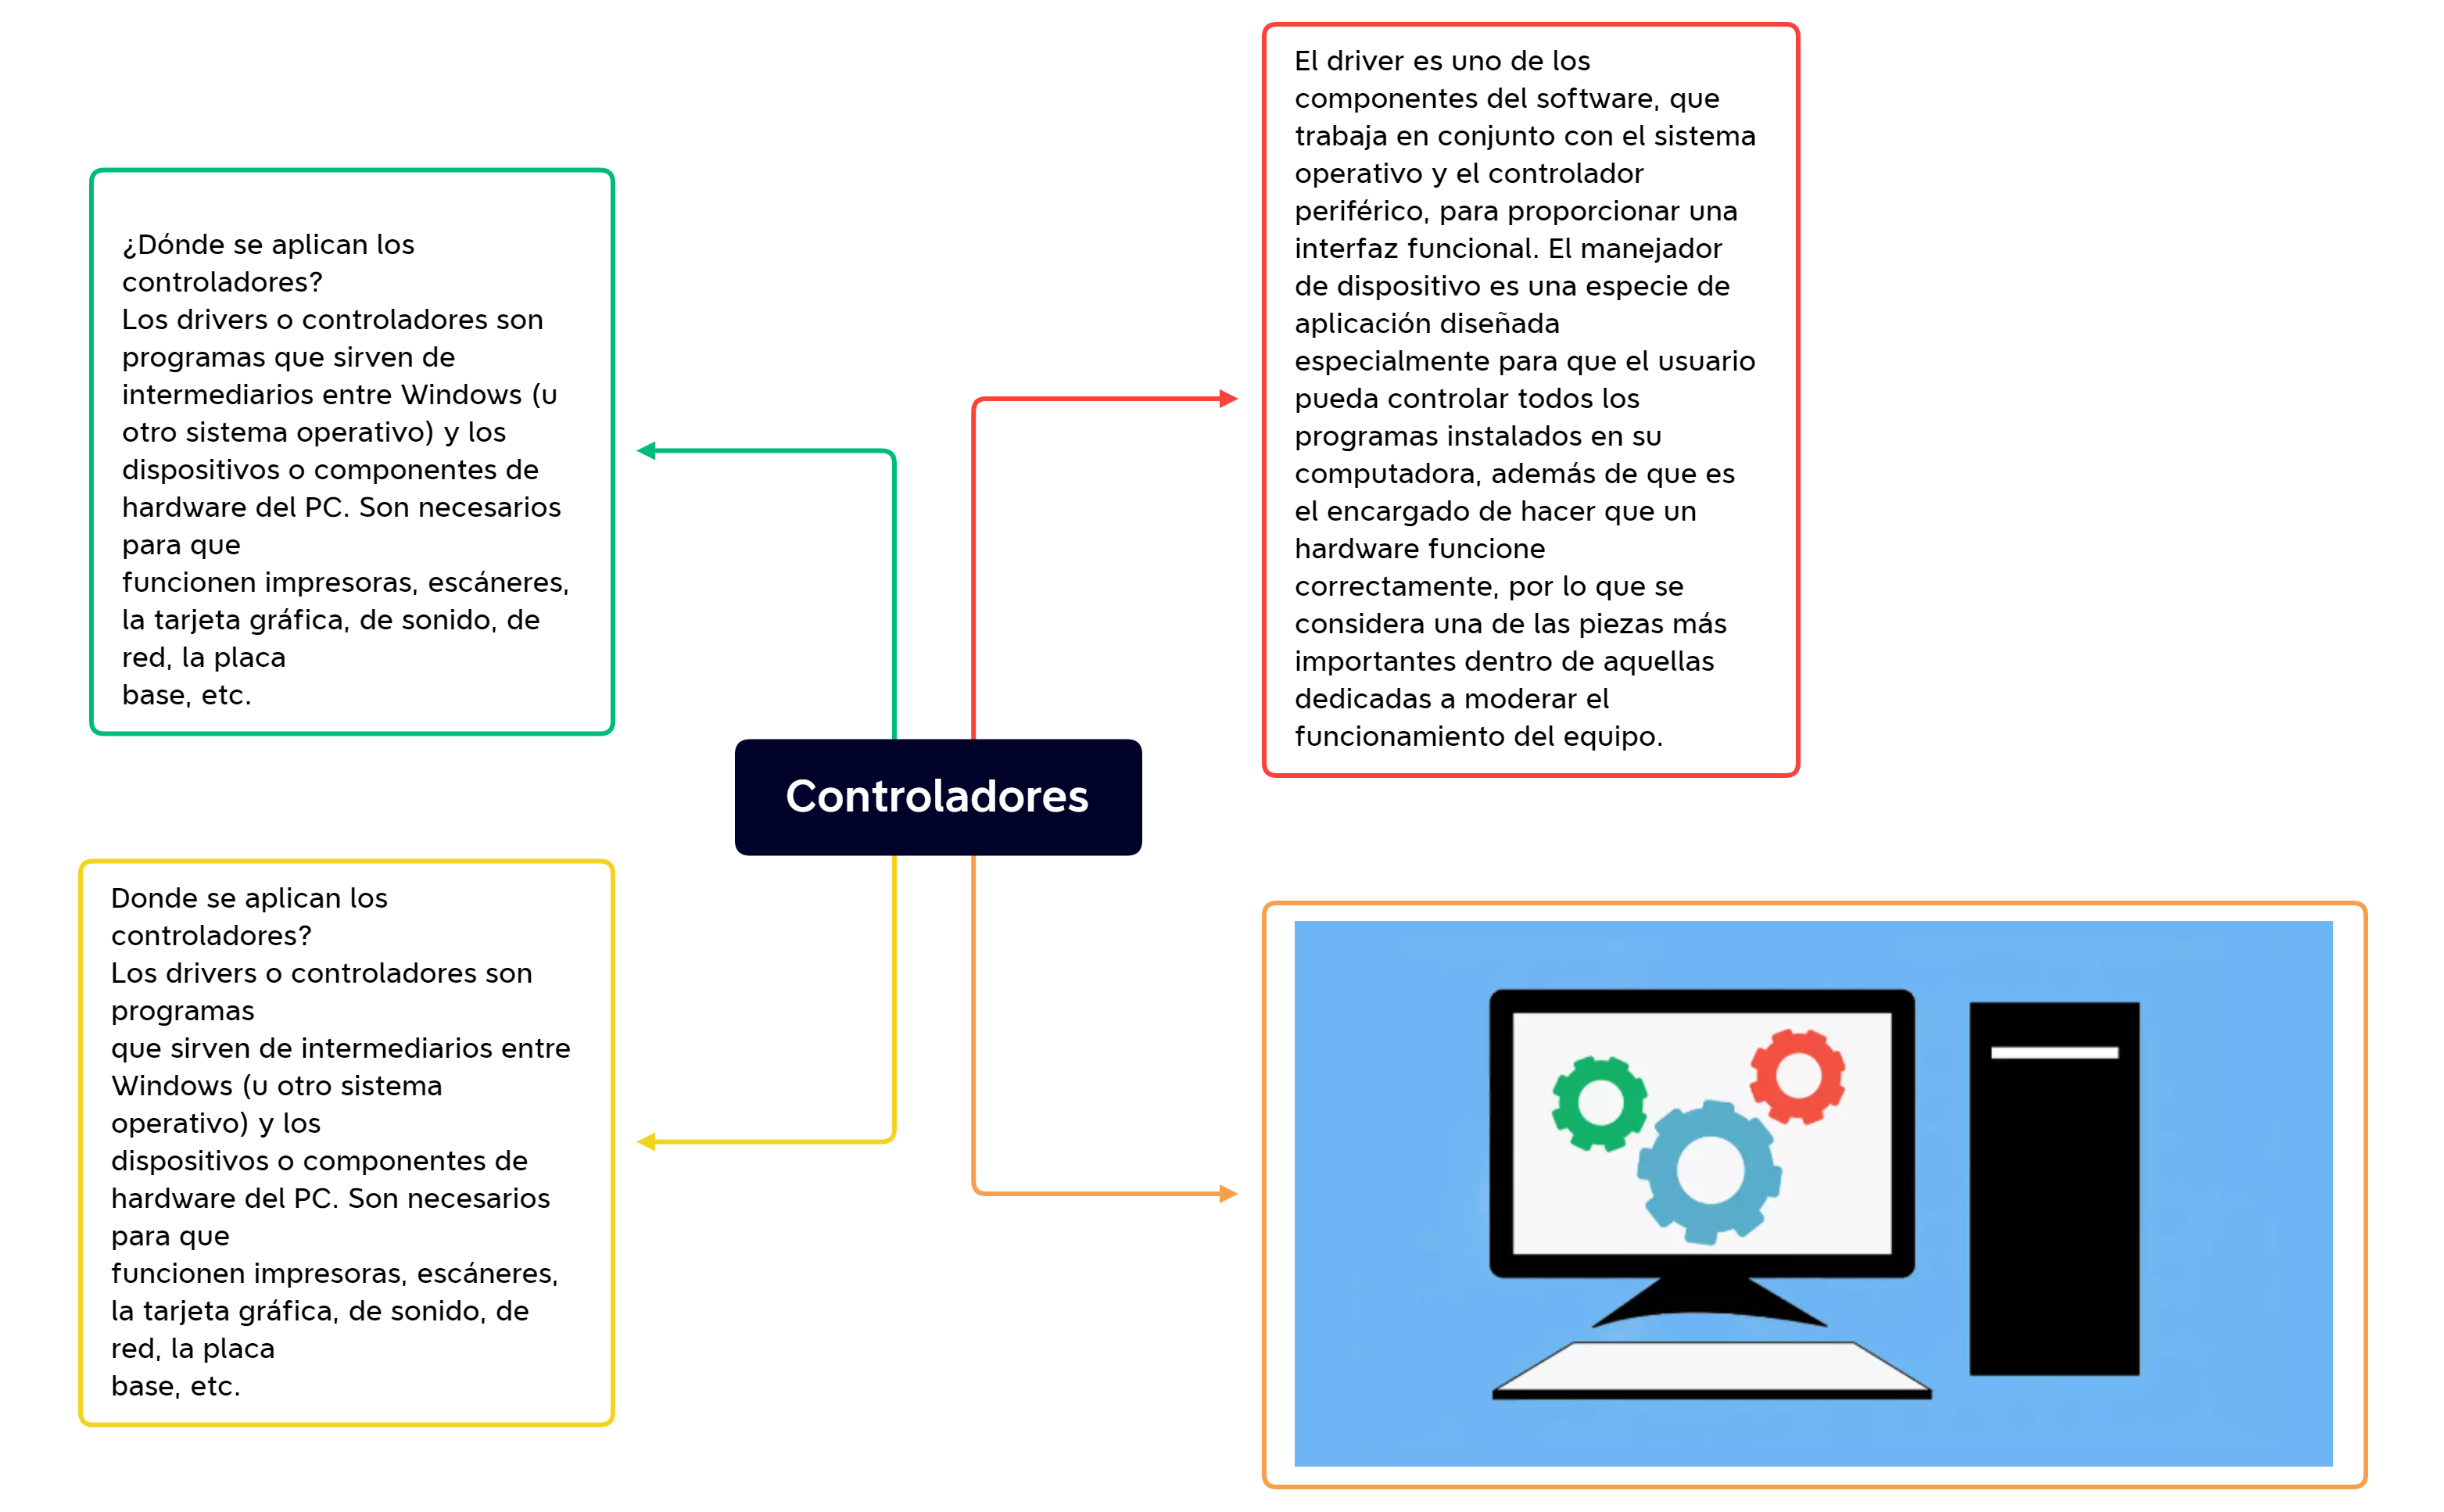 El driver es uno de los
componentes del software, que
trabaja en conjunto con el sistema
operativo y el controlador
periférico, para proporcionar una
interfaz funcional. El manejador
de dispositivo es una especie de
aplicación diseñada
especialmente para que el usuario
pueda controlar todos los
programas instalados en su
computadora, además de que es
el encargado de hacer que un
hardware funcione
correctamente, por lo que se
considera una de las piezas más
importantes dentro de aquellas
dedicadas a moderar el
funcionamiento del equipo.
¿Dónde se aplican los
controladores?
Los drivers o controladores son
programas que sirven de
intermediarios entre Windows (u
otro sistema operativo) y los
dispositivos o componentes de
hardware del PC. Son necesarios
para que
funcionen impresoras, escáneres,
la tarjeta gráfica, de sonido, de
red, la placa
base, etc.
Controladores
Donde se aplican los
controladores?
Los drivers o controladores son
programas
que sirven de intermediarios entre
Windows (u otro sistema
operativo) y los
dispositivos o componentes de
hardware del PC. Son necesarios
para que
funcionen impresoras, escáneres,
la tarjeta gráfica, de sonido, de
red, la placa
base, etc.